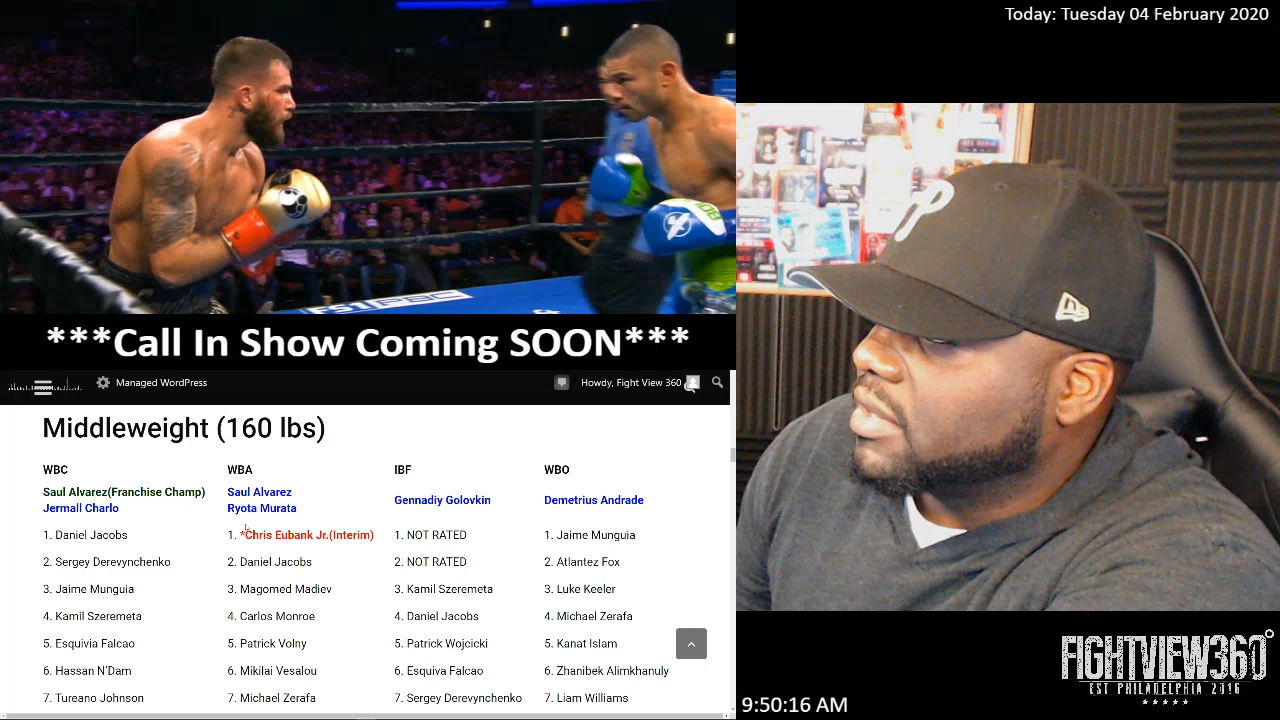 Today: Tuesday 04 February 2020
***Call In Show Coming SOON***
Managed WordPress
Howdy, Fight View 360
Middleweight (160 lbs)
WBC WBA IBF WBO
Saul Alvarez(Franchise Champ) Saul Alvarez Gennadiy Golovkin Demetrius Andrade
Jermall Charlo Ryota Murata
1. Daniel Jacobs 1. *Chris Eubank Jr.(Interim) 1. NOT RATED 1. Jaime Munguia
2. Sergey Derevynchenko 2. Daniel Jacobs 2. NOT RATED 2. Atlantez Fox
3. Jaime Munguia 3. Magomed Madiev 3. Kamil Szeremeta 3. Luke Keeler
4. Kamil Szeremeta 4. Carlos Monroe 4. Daniel Jacobs 4. Michael Zerafa
5. Esquivia Falcao 5. Patrick Volny 5. Patrick Wojcicki 5. Kanat Islam
6. Hassan N'Dam 6. Mikilai Vesalou 6. Esquiva Falcao 6. Zhanibek Alimkhanuly
7. Tureano Johnson 7. Michael Zerafa 7. Sergey Derevynchenko 7. Liam Williams
9:50:16 AM
FIGHTVIEW360°
EST PHILADELPHIA 2016